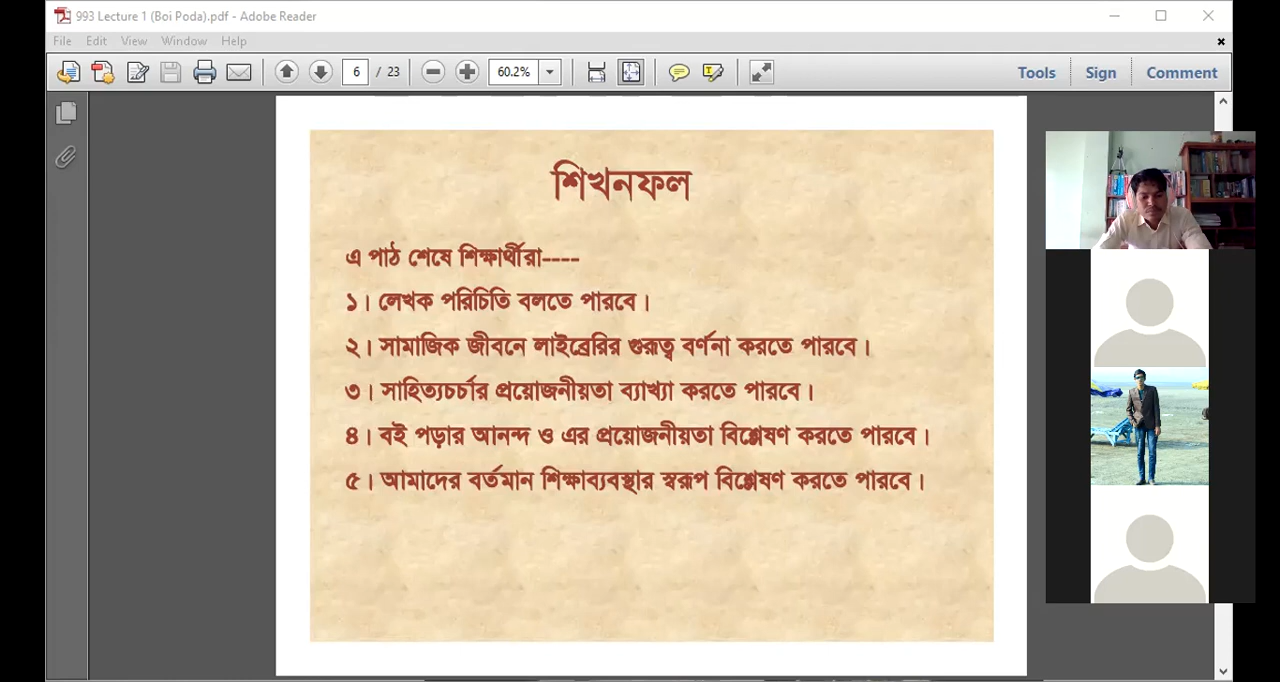 993 Lecture 1 (Boi Poda).pdf - Adobe Reader
File Edit View Window Help
6 / 23 60.2% Tools Sign Comment
শিখনফল
এ পাঠ শেষে শিক্ষার্থীরা----
১। লেখক পরিচিতি বলতে পারবে।
২। সামাজিক জীবনে লাইব্রেরির গুরূত্ব বর্ণনা করতে পারবে।
৩। সাহিত্যচর্চার প্রয়োজনীয়তা ব্যাখ্যা করতে পারবে।
৪। বই পড়ার আনন্দ ও এর প্রয়োজনীয়তা বিশ্লেষণ করতে পারবে।
৫। আমাদের বর্তমান শিক্ষাব্যবস্থার স্বরূপ বিশ্লেষণ করতে পারবে।